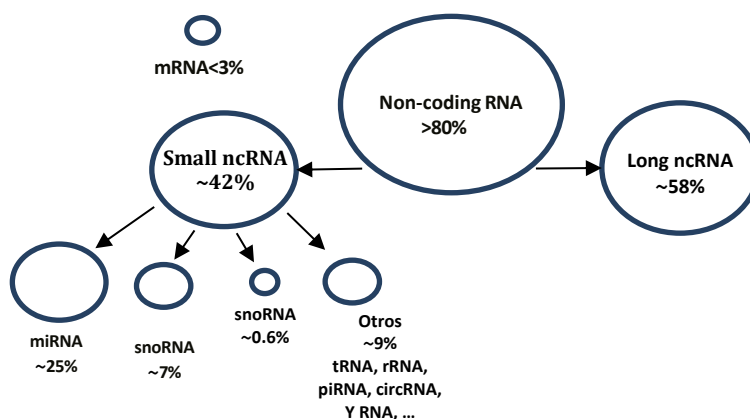 mRNA<3%
Non-coding RNA
>80%
Small ncRNA
~42%
Long ncRNA
~58%
miRNA
~25%
snoRNA
~7%
snoRNA
~0.6%
Otros
~9%
tRNA, rRNA,
piRNA, circRNA,
Y RNA, ...